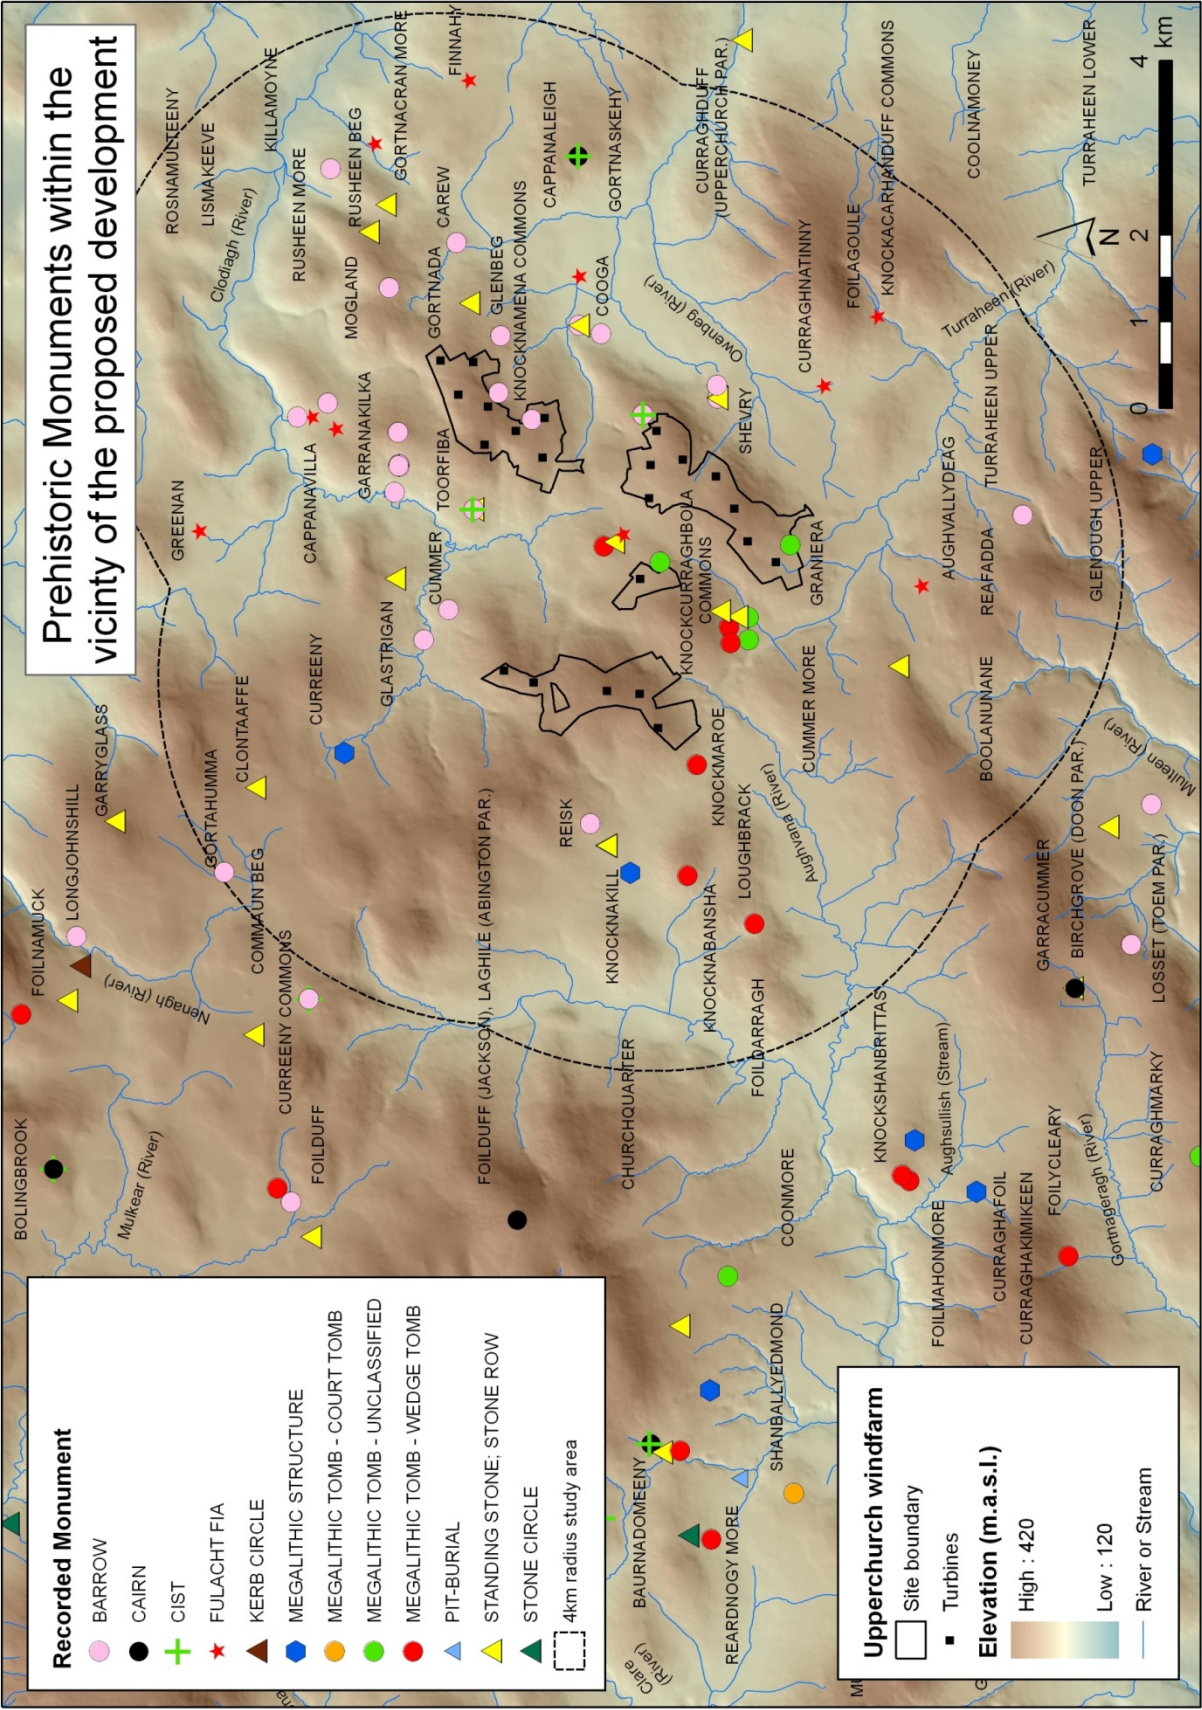 Prehistoric Monuments within the
vicinity of the proposed development
Recorded Monument
BARROW
CAIRN
CIST
FULACHT FIA
KERB CIRCLE
MEGALITHIC STRUCTURE
MEGALITHIC TOMB - COURT TOMB
MEGALITHIC TOMB - UNCLASSIFIED
MEGALITHIC TOMB - WEDGE TOMB
PIT-BURIAL
STANDING STONE; STONE ROW
STONE CIRCLE
4km radius study area
Upperchurch windfarm
Site boundary
Turbines
Elevation (m.a.s.l.)
High : 420
Low : 120
River or Stream
BOLINGBROOK
FOILNAMUCK
LONGJOHNSHILL
GARRYGLASS
Nenagh (River)
Mulkear (River)
GORTAHUMMA
COMMAUN BEG
CLONTAAFFE
CURREENY COMMONS
FOILDUFF
CURREENY
GREENAN
ROSNAMULTEENY
LISMAKEEVE
KILLAMOYNE
Clodiagh (River)
RUSHEEN MORE
RUSHEEN BEG
GORTNACRAN MORE
FINNAHY
MOGLAND
CAPPANAVILLA
GARRANAKILKA
GLASTRIGAN
CUMMER
TOORFIBA
GORTNADA
CAREW
GLENBEG
KNOCKNAMENA COMMONS
CAPPANALEIGH
GORTNASKEHY
COOGA
FOILDUFF (JACKSON), LAGHILE (ABINGTON PAR.)
REISK
KNOCKNAKILL
CHURCHQUARTER
KNOCKNABANSHA
KNOCKMAROE
LOUGHBRACK
FOILDARRAGH
KNOCKCURRAGHBOLA
COMMONS
SHEVRY
Owenbeg (River)
CURRAGHDUFF
(UPPERCHURCH PAR.)
CURRAGHNATINNY
FOILAGOULE
KNOCKACARHANDUFF COMMONS
GRANIERA
CUMMER MORE
Aughvana (River)
COONMORE
SHANBALLYEDMOND
BAURNADOMEENY
REARDNOGY MORE
Clare
(River)
KNOCKSHANBRITTAS
Aughsullish (Stream)
FOILMAHONMORE
CURRAGHAFOIL
CURRAGHAKIMIKEEN
FOILYCLEARY
Gortnageragh (River)
CURRAGHMARKY
GARRACUMMER
BIRCHGROVE (DOON PAR.)
LOSSET (TOEM PAR.)
Multeen (River)
BOOLANUNANE
REAFADDA
AUGHVALLYDEAG
TURRAHEEN UPPER
Turraheen (River)
GLENOUGH UPPER
COOLNAMONEY
TURRAHEEN LOWER
N
0
1
2
4
km